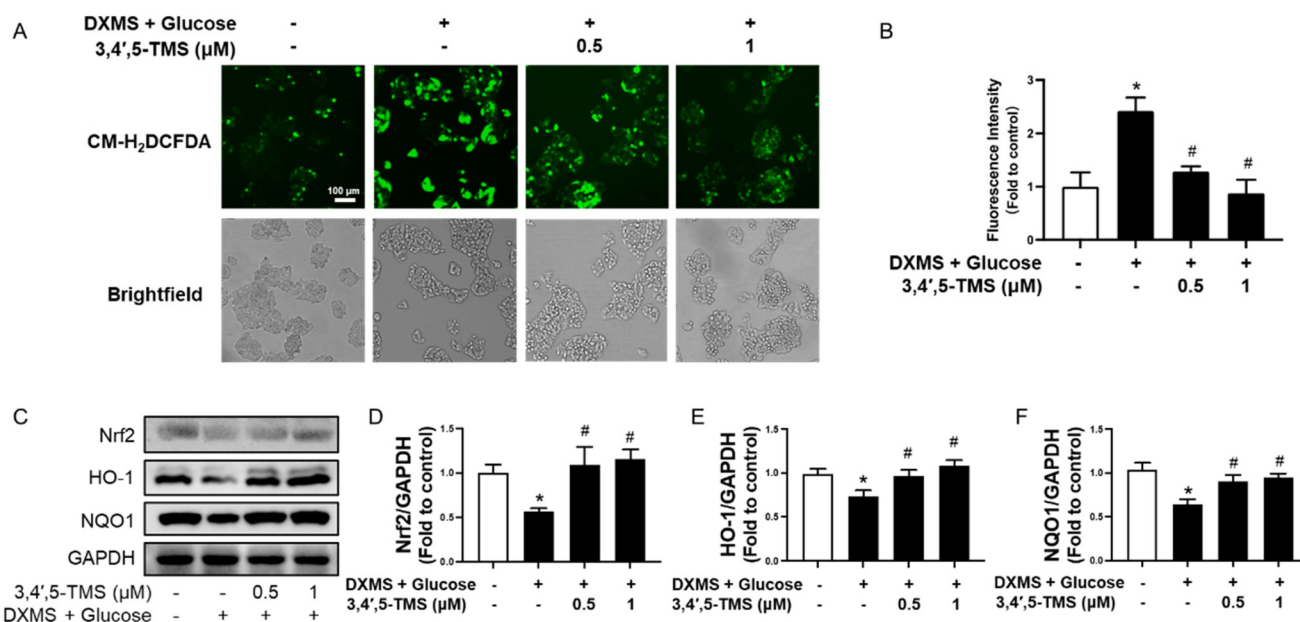 A
DXMS + Glucose - + + +
3,4′,5-TMS (μM) - - 0.5 1
CM-H₂DCFDA
100 μm
Brightfield
B
Fluorescence Intensity
(Fold to control)
3
2
1
0
*
#
#
DXMS + Glucose - + + +
3,4′,5-TMS (μM) - - 0.5 1
C
Nrf2
HO-1
NQO1
GAPDH
3,4′,5-TMS (μM) - - 0.5 1
DXMS + Glucose - + + +
D
Nrf2/GAPDH
(Fold to control)
1.5
1.0
0.5
0.0
*
#
#
DXMS + Glucose - + + +
3,4′,5-TMS (μM) - - 0.5 1
E
HO-1/GAPDH
(Fold to control)
1.5
1.0
0.5
0.0
*
#
#
DXMS + Glucose - + + +
3,4′,5-TMS (μM) - - 0.5 1
F
NQO1/GAPDH
(Fold to control)
1.5
1.0
0.5
0.0
*
#
#
DXMS + Glucose - + + +
3,4′,5-TMS (μM) - - 0.5 1